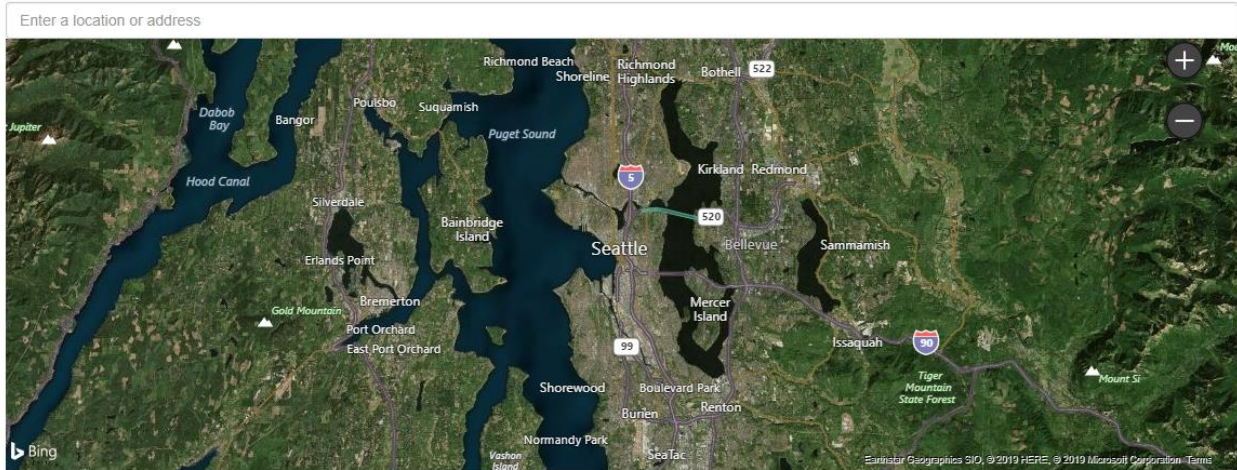 Enter a location or address
Richmond Beach
Shoreline
Richmond
Highlands
Bothell
522
Dabob
Bay
Poulsbo
Suquamish
Bangor
Puget Sound
Jupiter
Kirkland
Redmond
5
Hood Canal
Silverdale
Bainbridge
Island
520
Seattle
Bellevue
Sammamish
Erlands Point
Bremerton
Mercer
Island
Gold Mountain
Port Orchard
East Port Orchard
99
Issaquah
90
Tiger
Mountain
State Forest
Mount Si
Shorewood
Boulevard Park
Burien
Renton
Normandy Park
SeaTac
Vashon
Island
Bing
Earthstar Geographics SIO, © 2019 HERE, © 2019 Microsoft Corporation Terms